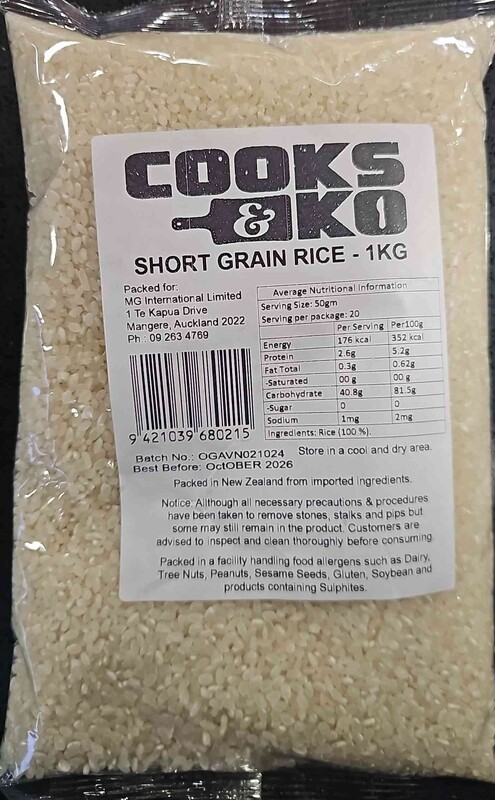 COOKS
& KO
SHORT GRAIN RICE - 1KG
Packed for:
MG International Limited
1 Te Kapua Drive
Mangere, Auckland 2022
Ph : 09 263 4769
9 421039 680215
Average Nutritional Information
Serving Size: 50gm
Serving per package: 20
Per Serving Per100g
Energy 176 kcal 352 kcal
Protein 2.6g 5.2g
Fat Total 0.3g 0.62g
-Saturated 00 g 00 g
Carbohydrate 40.8g 81.5g
-Sugar 0 0
Sodium 1mg 2mg
Ingredients: Rice (100 %).
Batch No.: OGAVN021024 Store in a cool and dry area.
Best Before: OctOBER 2026
Packed in New Zealand from imported ingredients.
Notice: Although all necessary precautions & procedures
have been taken to remove stones, stalks and pips but
some may still remain in the product. Customers are
advised to inspect and clean thoroughly before consuming.
Packed in a facility handling food allergens such as Dairy,
Tree Nuts, Peanuts, Sesame Seeds, Gluten, Soybean and
products containing Sulphites.